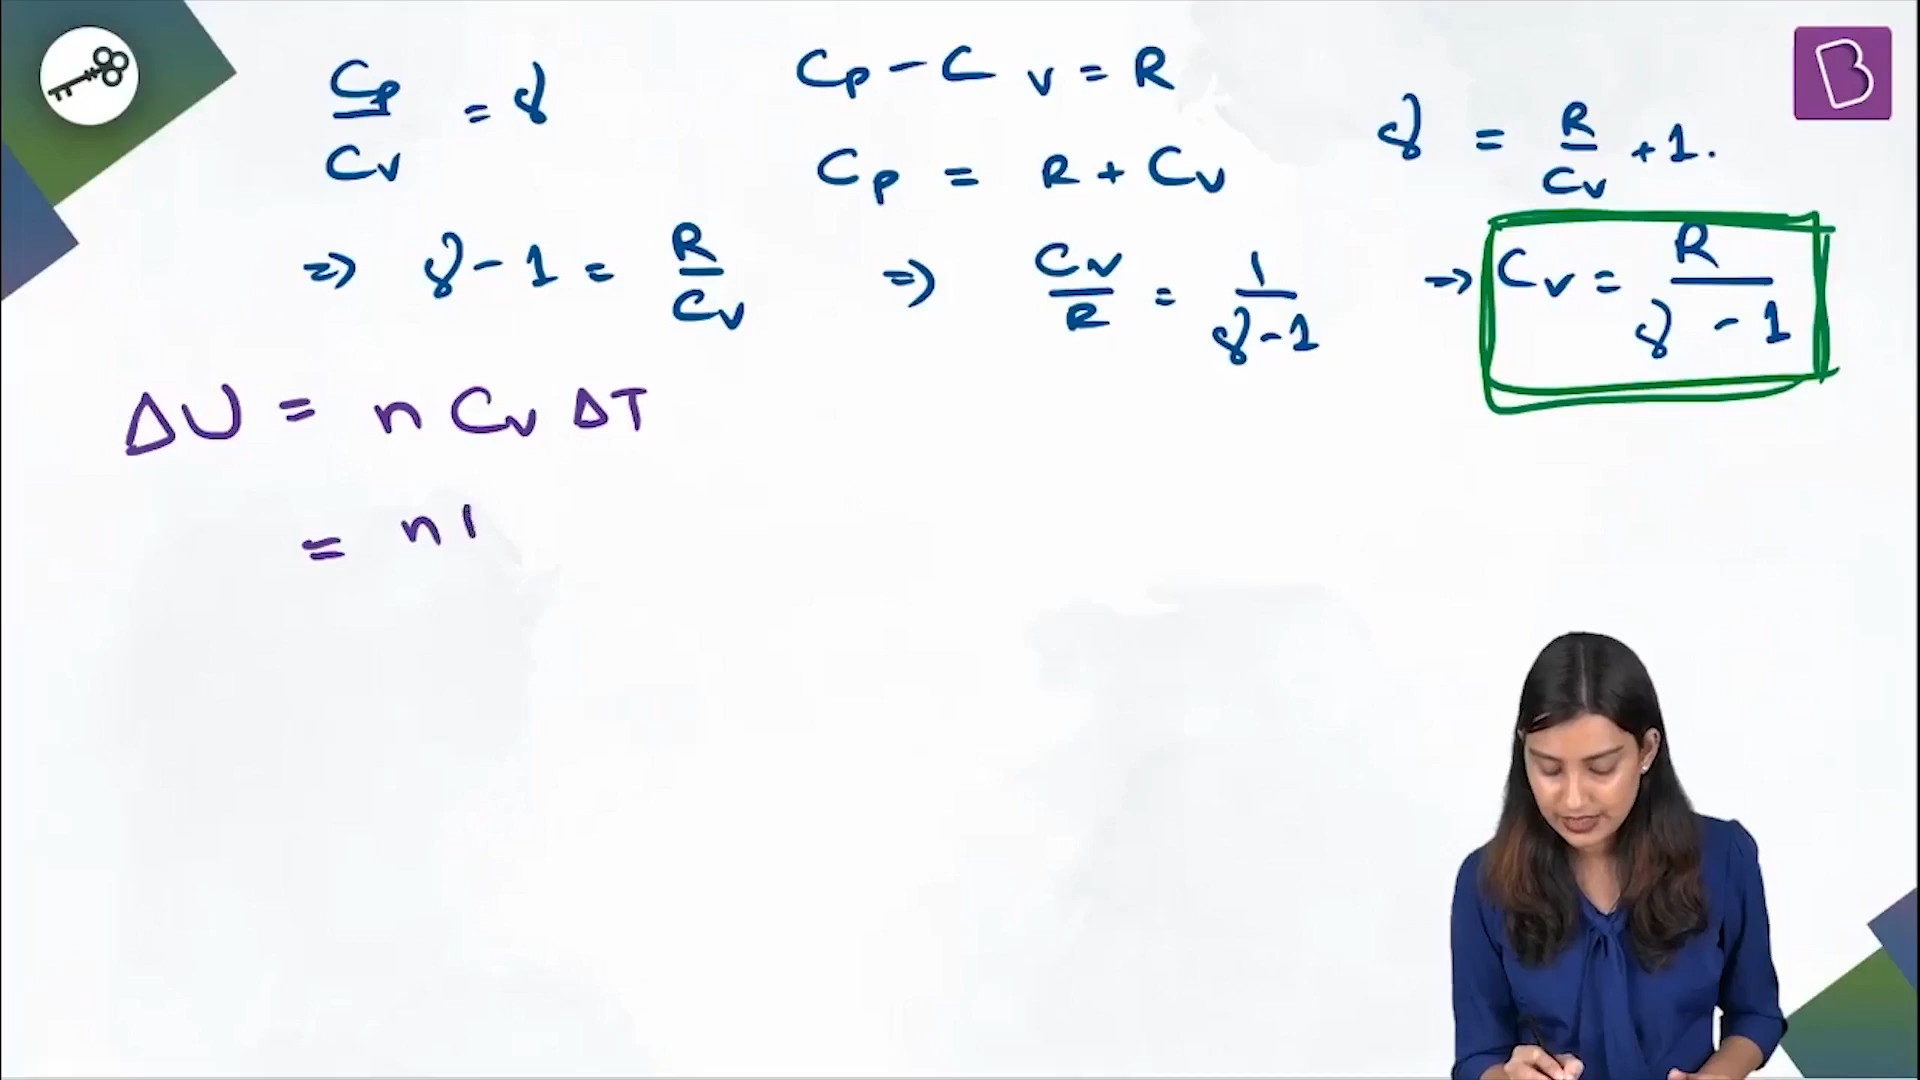 Cp/Cv = γ
Cp - Cv = R
Cp = R + Cv
γ = R/Cv + 1.
⇒ γ - 1 = R/Cv ⇒ Cv/R = 1/γ-1 → Cv = R/γ - 1
ΔU = n Cv ΔT
= n
B